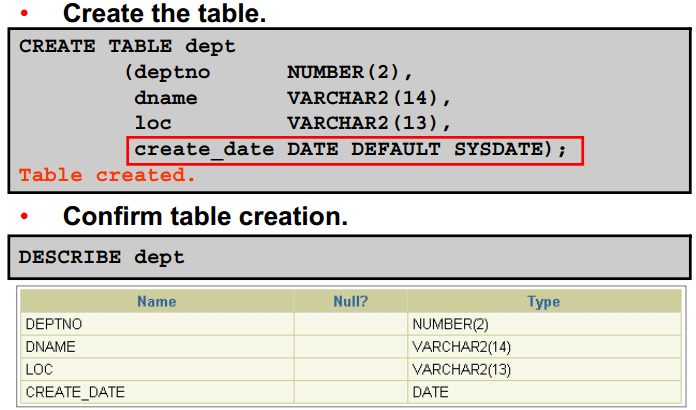 • Create the table.
CREATE TABLE dept
(deptno NUMBER(2),
dname VARCHAR2(14),
loc VARCHAR2(13),
create_date DATE DEFAULT SYSDATE);
Table created.
• Confirm table creation.
DESCRIBE dept
Name Null? Type
DEPTNO NUMBER(2)
DNAME VARCHAR2(14)
LOC VARCHAR2(13)
CREATE_DATE DATE